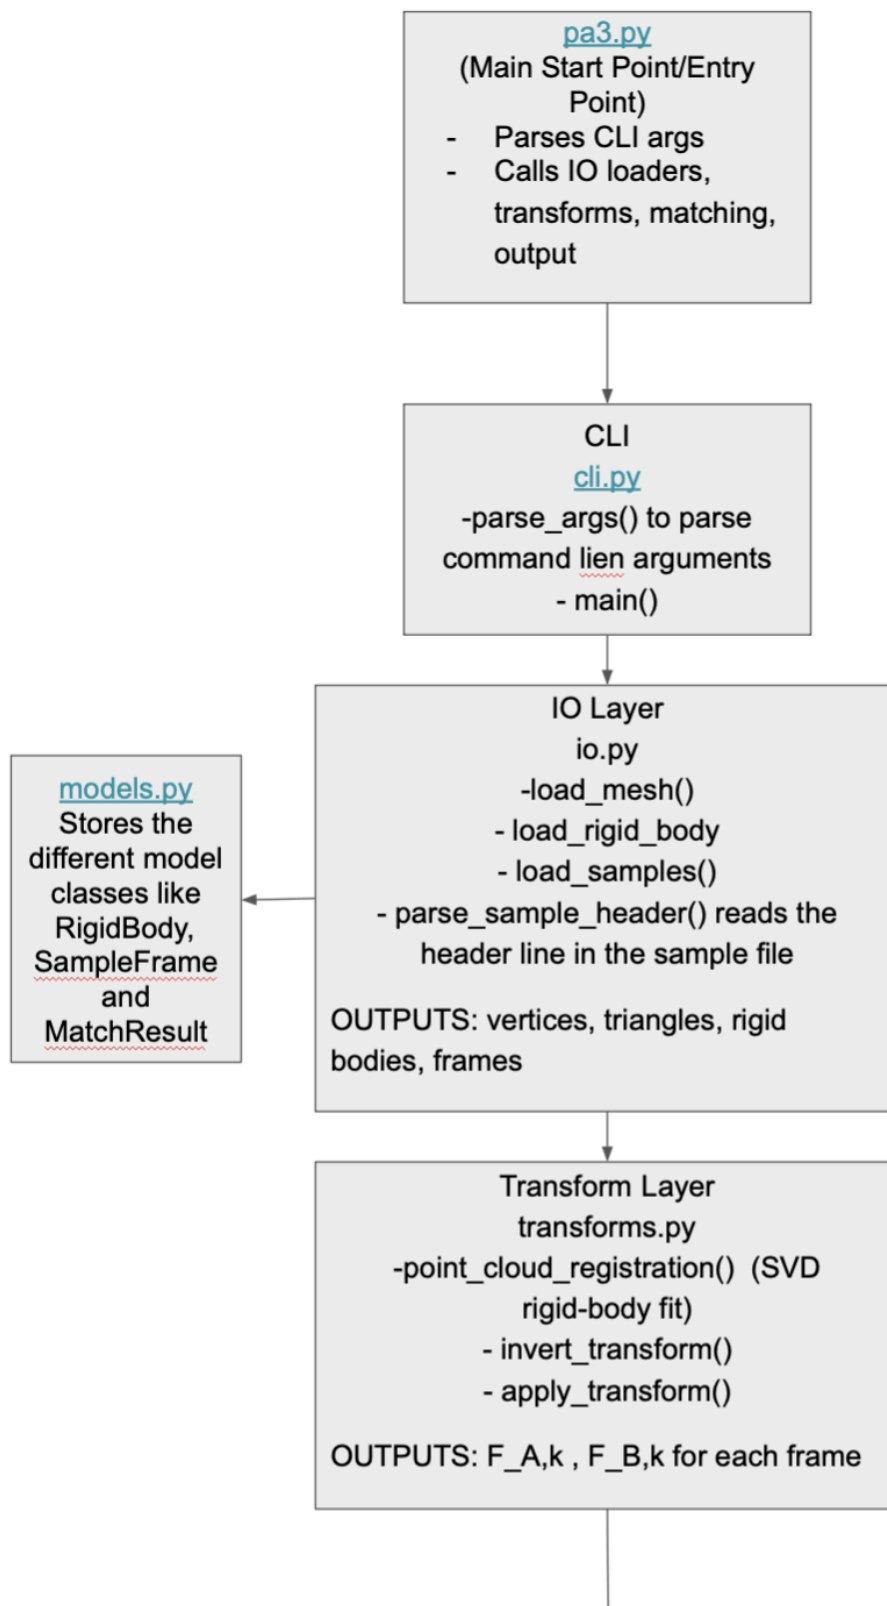 pa3.py
(Main Start Point/Entry
Point)
- Parses CLI args
- Calls IO loaders,
transforms, matching,
output
CLI
cli.py
-parse_args() to parse
command lien arguments
- main()
IO Layer
io.py
-load_mesh()
- load_rigid_body
- load_samples()
- parse_sample_header() reads the
header line in the sample file
OUTPUTS: vertices, triangles, rigid
bodies, frames
models.py
Stores the
different model
classes like
RigidBody,
SampleFrame
and
MatchResult
Transform Layer
transforms.py
-point_cloud_registration() (SVD
rigid-body fit)
- invert_transform()
- apply_transform()
OUTPUTS: F_A,k , F_B,k for each frame